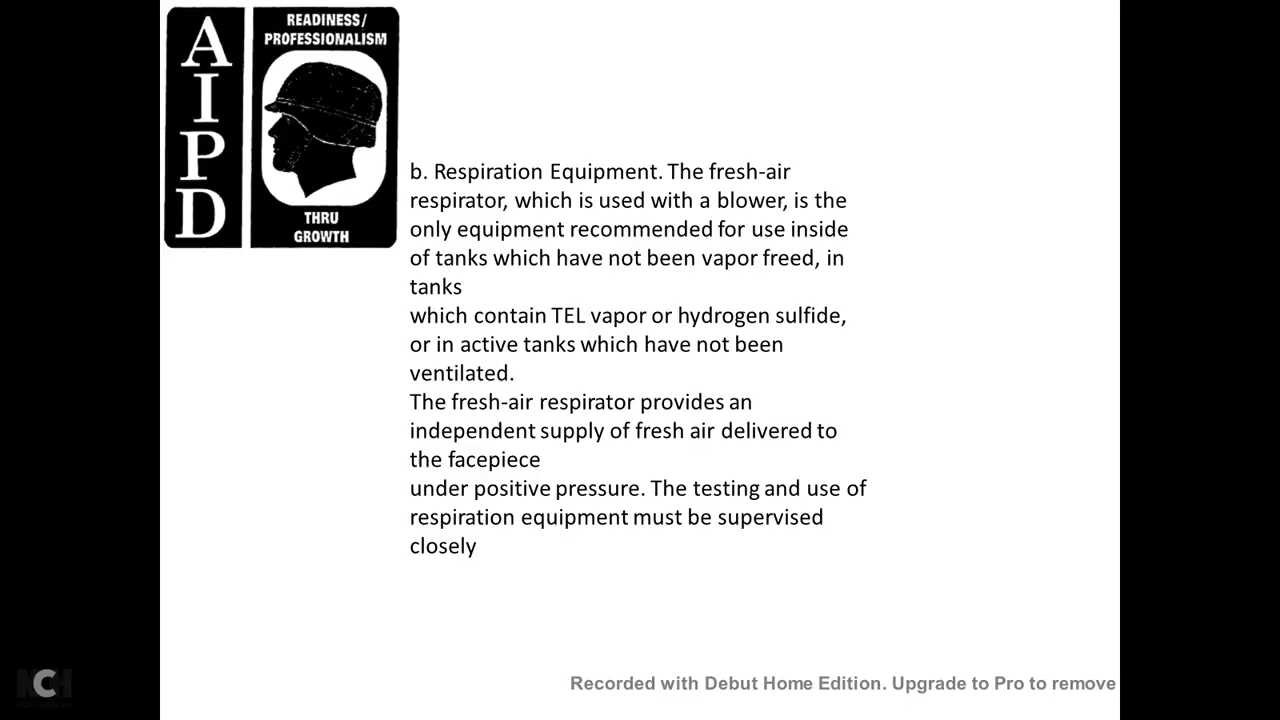 A
I
P
D
READINESS/
PROFESSIONALISM
THRU
GROWTH
b. Respiration Equipment. The fresh-air
respirator, which is used with a blower, is the
only equipment recommended for use inside
of tanks which have not been vapor freed, in
tanks
which contain TEL vapor or hydrogen sulfide,
or in active tanks which have not been
ventilated.
The fresh-air respirator provides an
independent supply of fresh air delivered to
the facepiece
under positive pressure. The testing and use of
respiration equipment must be supervised
closely
Recorded with Debut Home Edition. Upgrade to Pro to remove